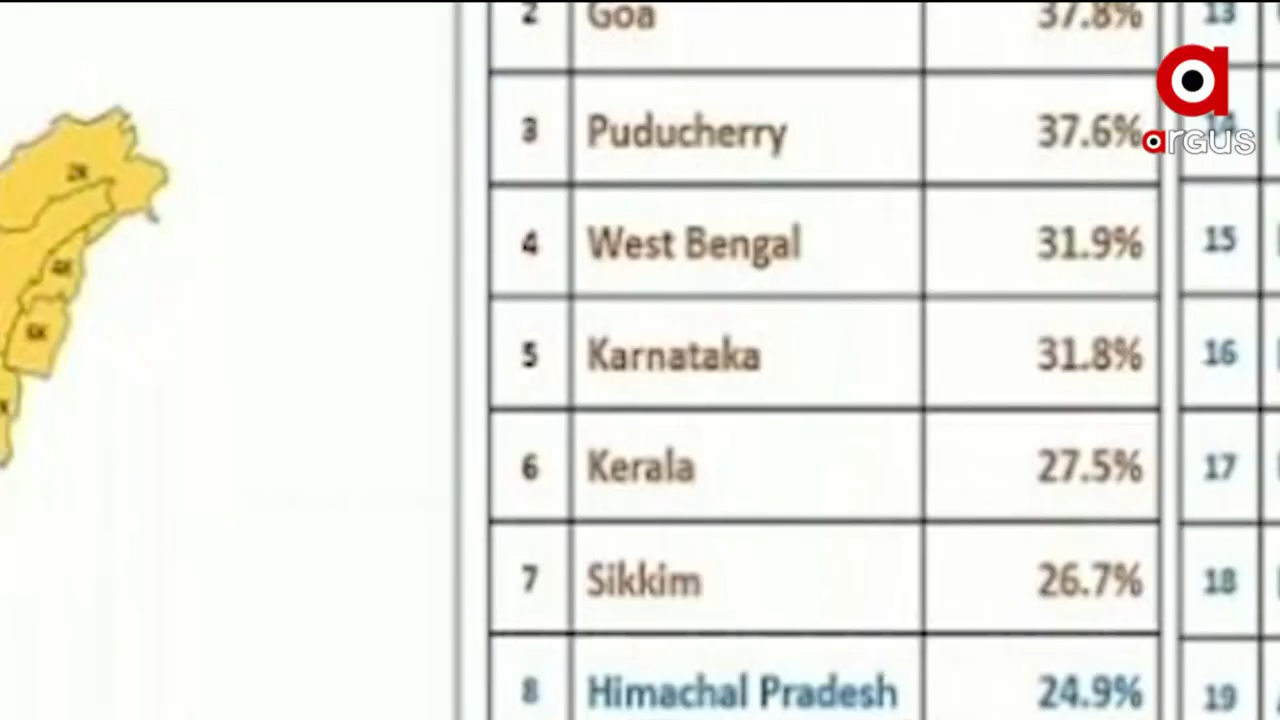 2 Goa 37.8% 13
argus
3 Puducherry 37.6%
4 West Bengal 31.9% 15
5 Karnataka 31.8% 16
6 Kerala 27.5% 17
7 Sikkim 26.7% 18
8 Himachal Pradesh 24.9% 19